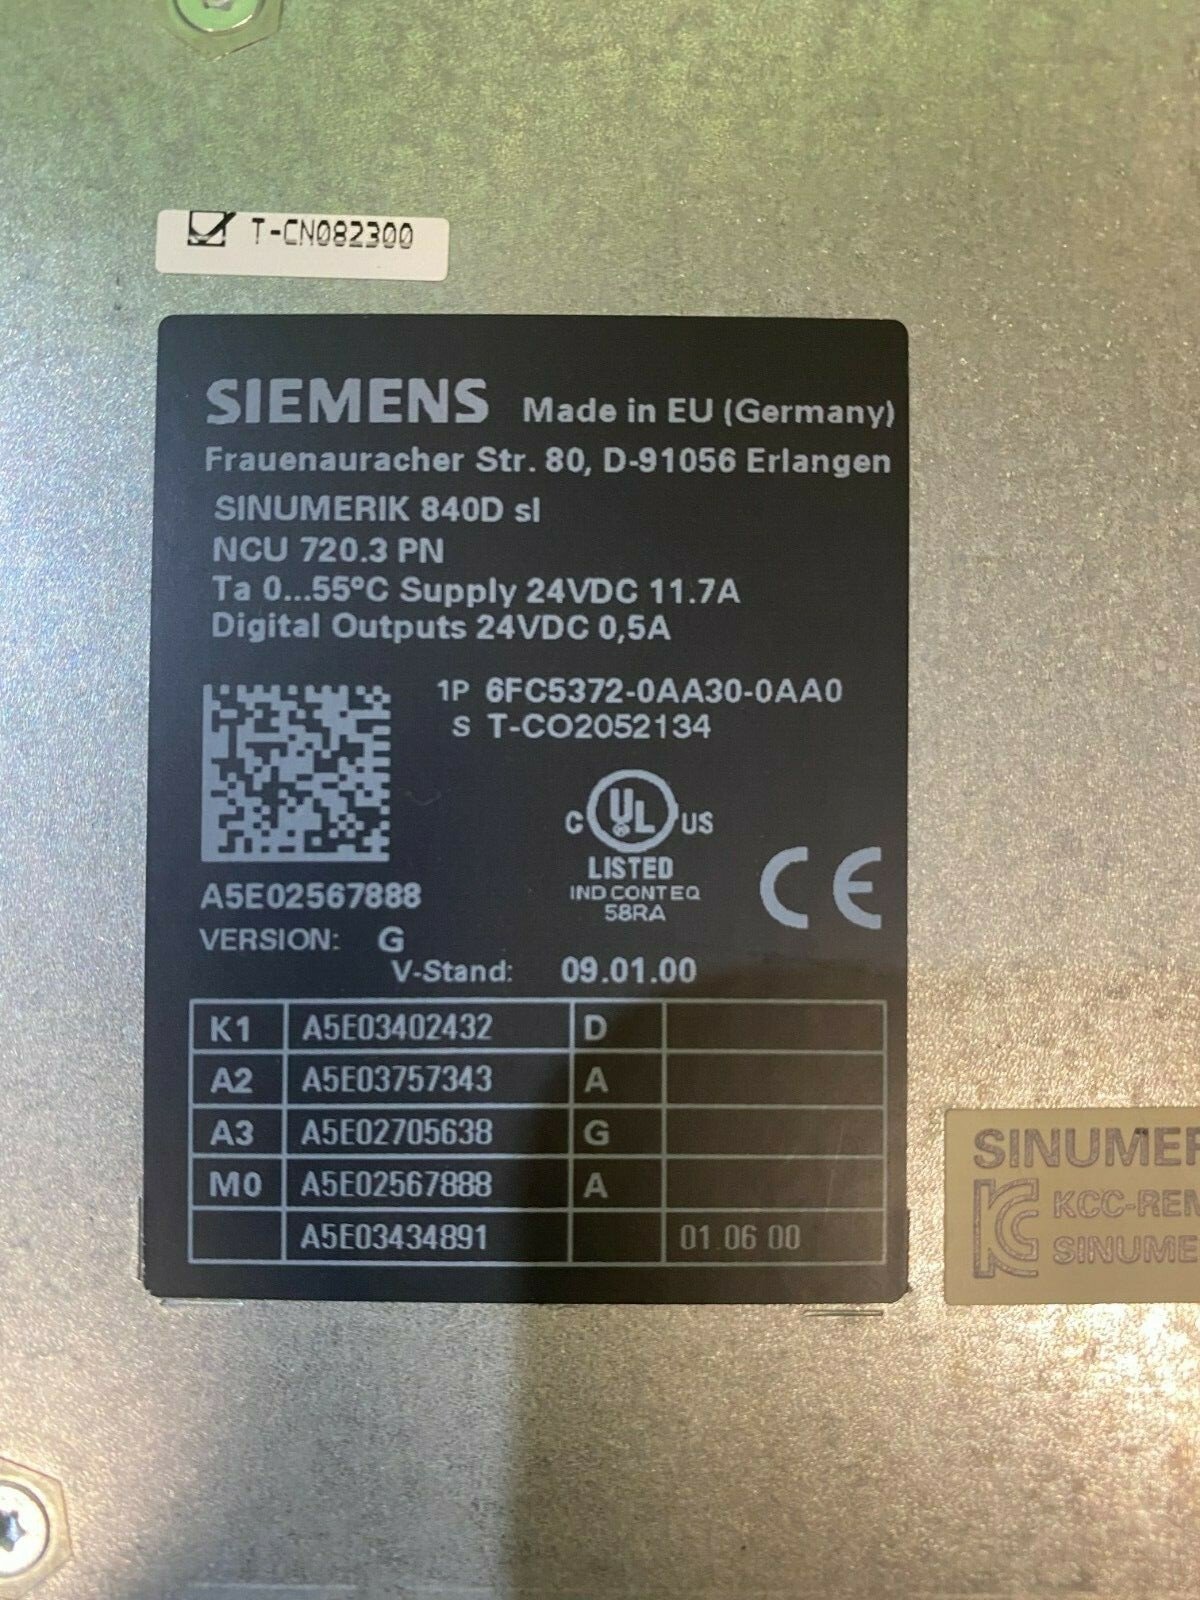 T-CN082300
SIEMENS Made in EU (Germany)
Frauenauracher Str. 80, D-91056 Erlangen
SINUMERIK 840D sl
NCU 720.3 PN
Ta 0...55°C Supply 24VDC 11.7A
Digital Outputs 24VDC 0,5A
1P 6FC5372-0AA30-0AA0
S T-CO2052134
C UL US
LISTED
IND CONT EQ
58RA
CE
A5E02567888
VERSION: G
V-Stand: 09.01.00
K1 A5E03402432 D
A2 A5E03757343 A
A3 A5E02705638 G
M0 A5E02567888 A
A5E03434891 01.06 00
SINUMER
KCC-REM
SINUME